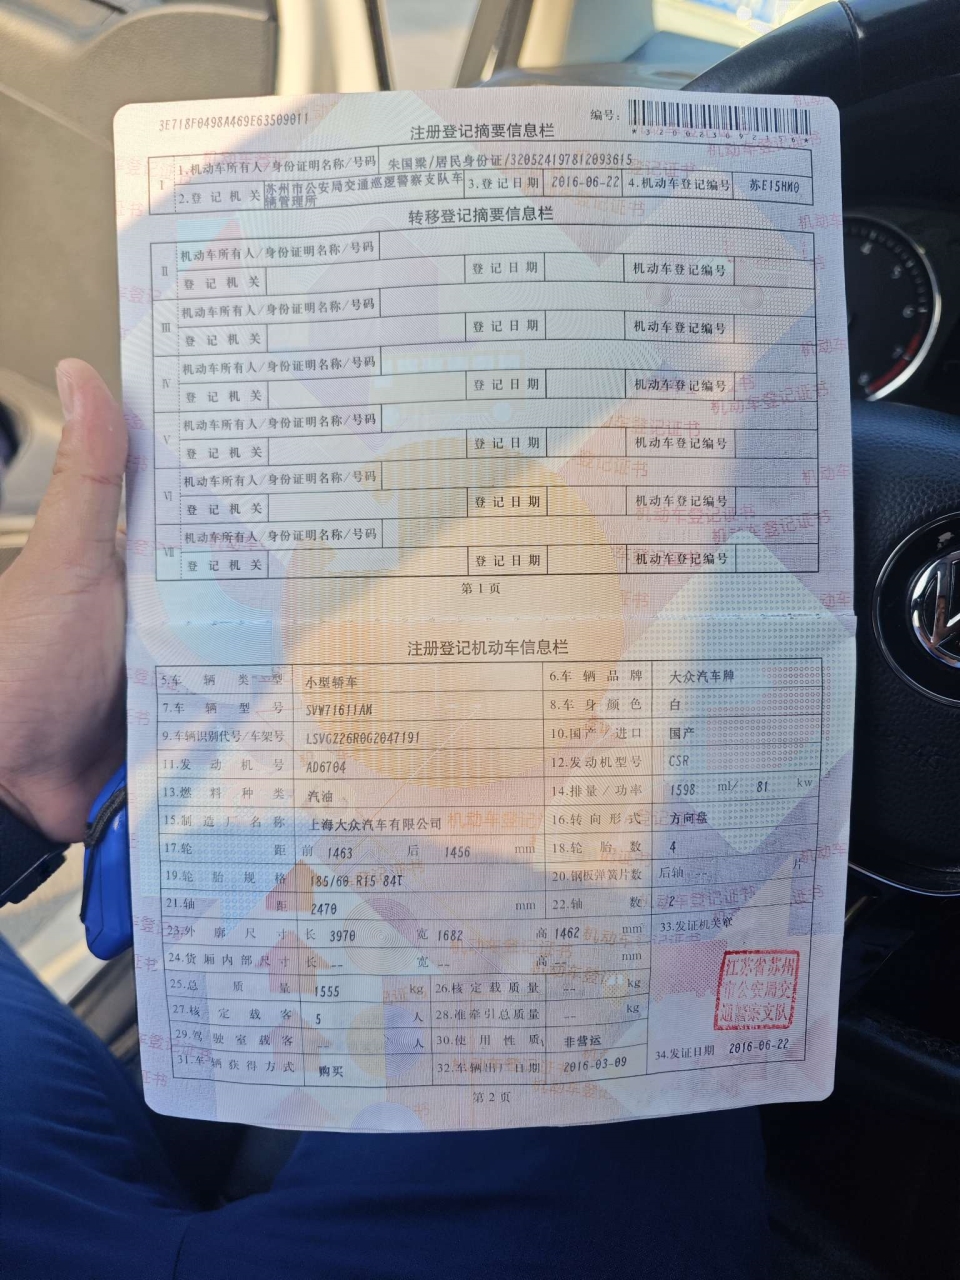 3E718F0498A469E63509011
编号:
注册登记摘要信息栏
I 1.机动车所有人/身份证明名称/号码 朱国粱/居民身份证/320524197812093615
2.登记机关 苏州市公安局交通巡逻警察支队车辆管理所 3.登记日期 2016-06-22 4.机动车登记编号 苏E15HM0
转移登记摘要信息栏
II 机动车所有人/身份证明名称/号码
登记机关 登记日期 机动车登记编号
III 机动车所有人/身份证明名称/号码
登记机关 登记日期 机动车登记编号
IV 机动车所有人/身份证明名称/号码
登记机关 登记日期 机动车登记编号
V 机动车所有人/身份证明名称/号码
登记机关 登记日期 机动车登记编号
VI 机动车所有人/身份证明名称/号码
登记机关 登记日期 机动车登记编号
VII 机动车所有人/身份证明名称/号码
登记机关 登记日期 机动车登记编号
第1页
注册登记机动车信息栏
5.车辆类型 小型轿车 6.车辆品牌 大众汽车牌
7.车辆型号 SVW71611AM 8.车身颜色 白
9.车辆识别代号/车架号 LSVGZ26R0G2047191 10.国产/进口 国产
11.发动机号 AD6704 12.发动机型号 CSR
13.燃料种类 汽油 14.排量/功率 1598 ml/ 81 kw
15.制造厂名称 上海大众汽车有限公司 16.转向形式 方向盘
17.轮距 前 1463 后 1456 mm 18.轮胎数 4
19.轮胎规格 185/60 R15 84T 20.钢板弹簧片数 后轴 -- 片
21.轴距 2470 mm 22.轴数 2
23.外廓尺寸 长 3970 宽 1682 高 1462 mm 33.发证机关章
24.货厢内部尺寸 长 -- 宽 -- 高 -- mm
25.总质量 1555 kg 26.核定载质量 -- kg
27.核定载客 5 人 28.准牵引总质量 -- kg
江苏省苏州
市公安局交
通警察支队
29.驾驶室载客 人 30.使用性质 非营运
31.车辆获得方式 购买 32.车辆出厂日期 2016-03-09 34.发证日期 2016-06-22
第2页